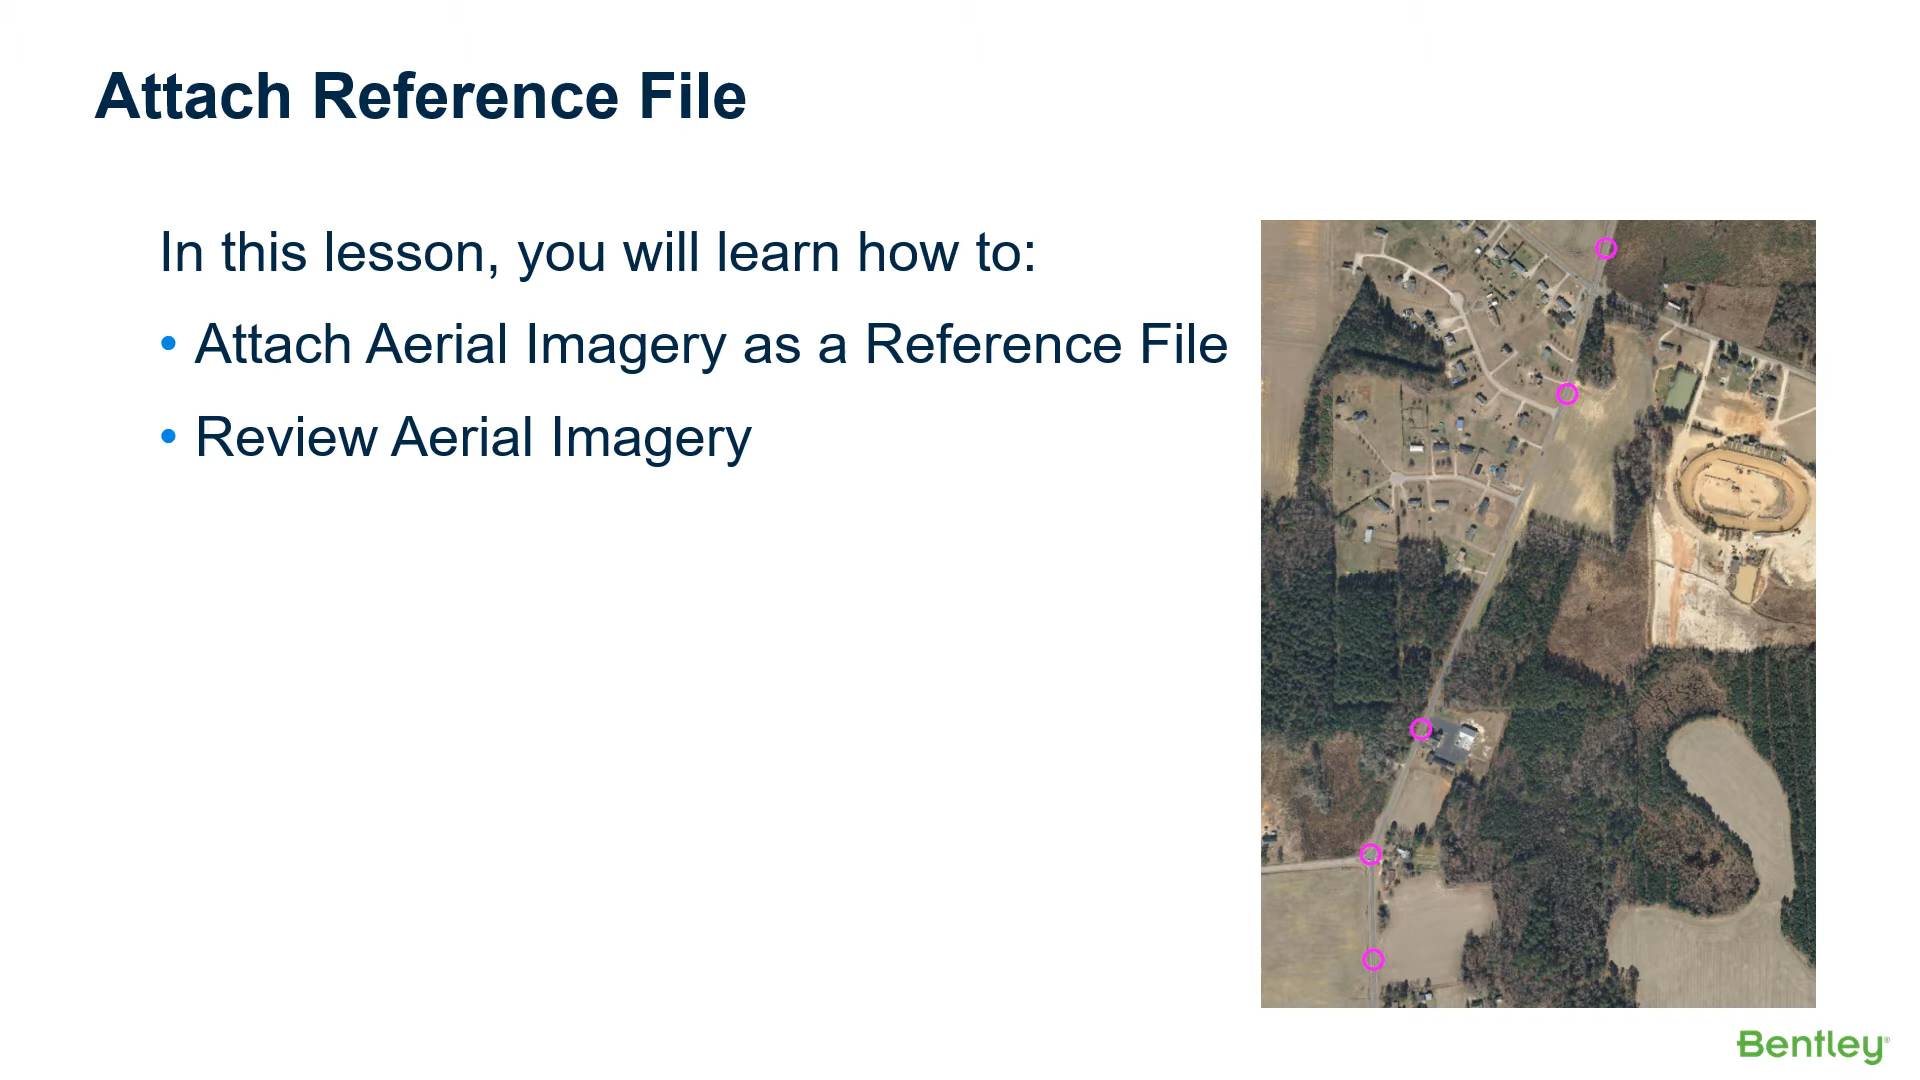 Attach Reference File
In this lesson, you will learn how to:
• Attach Aerial Imagery as a Reference File
• Review Aerial Imagery
Bentley®